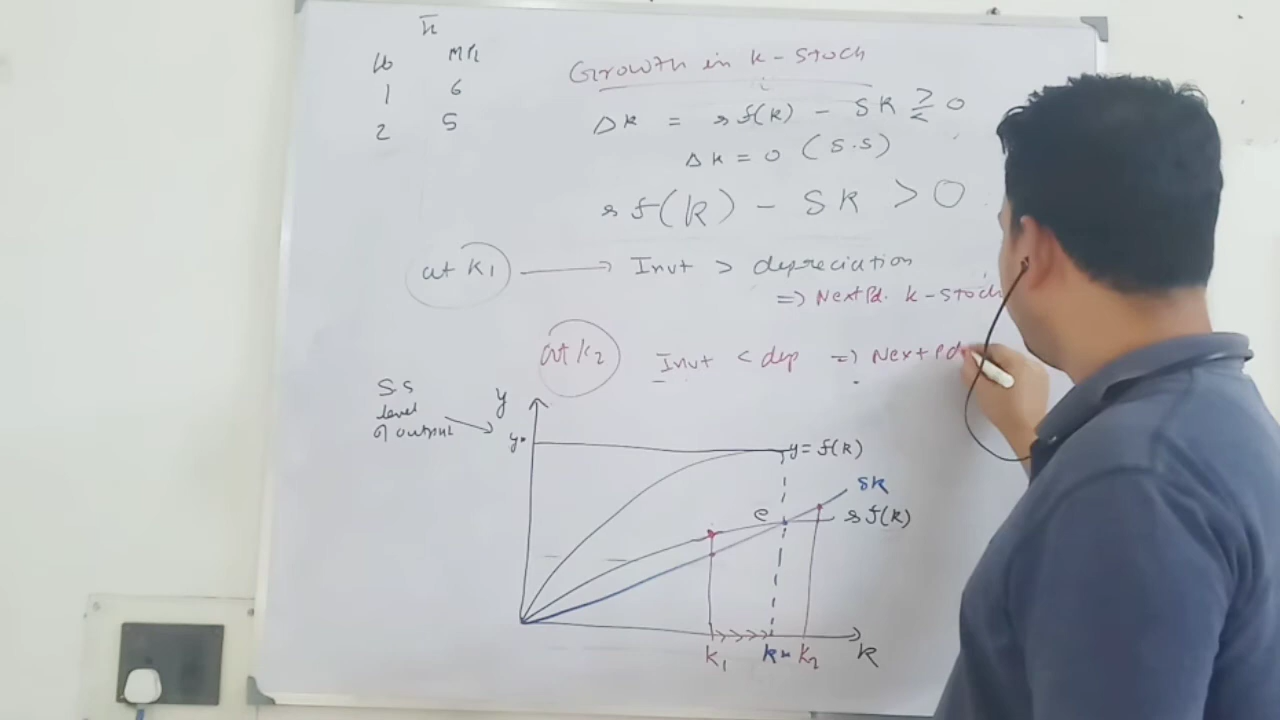 k̄
Lb MPL
1 6
2 5
Growth in k-stock
Δk = s f(k) - δk ⪌ 0
Δk = 0 (S.S)
s f(k) - δk > 0
at k₁ → Invt > depreciation
=> Next Pd. k-stock
at k₂ Invt < dep => Next Pd
S.S
level
of output
y
y*
y = f(k)
δk
e
s f(k)
k₁ k* k₂ k